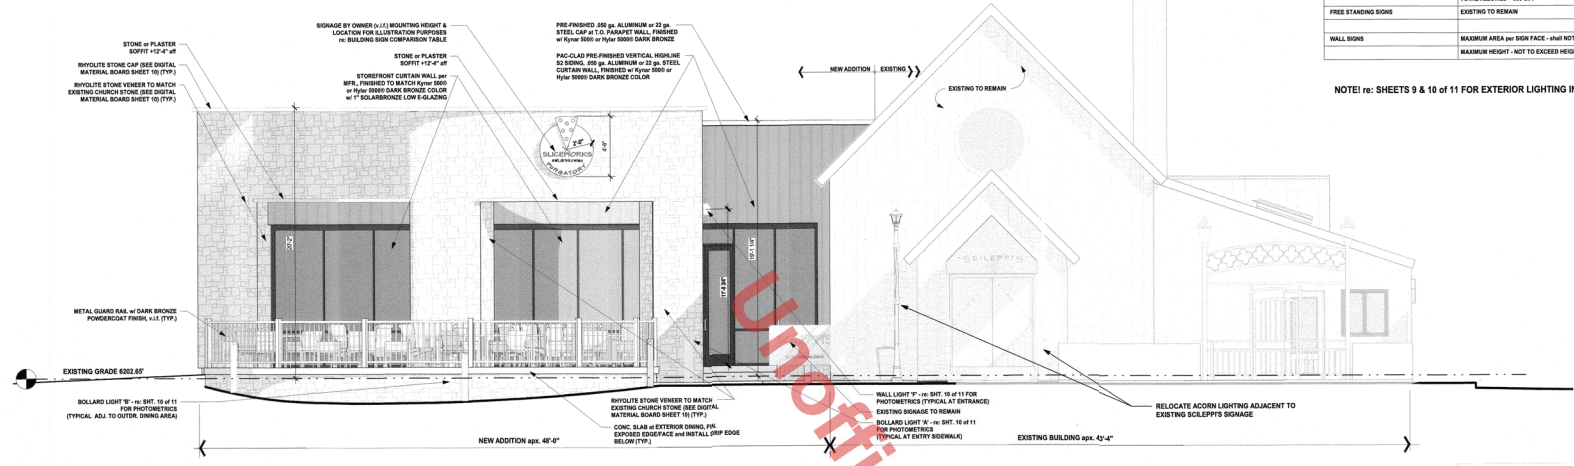 FREE STANDING SIGNS
EXISTING TO REMAIN
WALL SIGNS
MAXIMUM AREA per SIGN FACE - shall NOT
MAXIMUM HEIGHT - NOT TO EXCEED HEIG
NOTE! re: SHEETS 9 & 10 of 11 FOR EXTERIOR LIGHTING IN
SIGNAGE BY OWNER (v.i.f.) MOUNTING HEIGHT &
LOCATION FOR ILLUSTRATION PURPOSES
re: BUILDING SIGN COMPARISON TABLE
PRE-FINISHED .050 ga. ALUMINUM or 22 ga.
STEEL CAP at T.O. PARAPET WALL, FINISHED
w/ Kynar 500® or Hylar 5000® DARK BRONZE
STONE or PLASTER
SOFFIT +12'-4" aff
RHYOLITE STONE CAP (SEE DIGITAL
MATERIAL BOARD SHEET 10) (TYP.)
RHYOLITE STONE VENEER TO MATCH
EXISTING CHURCH STONE (SEE DIGITAL
MATERIAL BOARD SHEET 10) (TYP.)
STONE or PLASTER
SOFFIT +12'-4" aff
STOREFRONT CURTAIN WALL per
MFR., FINISHED TO MATCH Kynar 500®
or Hylar 5000® DARK BRONZE COLOR
w/ 1" SOLARBRONZE LOW E-GLAZING
PAC-CLAD PRE-FINISHED VERTICAL HIGHLINE
S2 SIDING, .050 ga. ALUMINUM or 22 ga. STEEL
CURTAIN WALL, FINISHED w/ Kynar 500® or
Hylar 5000® DARK BRONZE COLOR
NEW ADDITION
EXISTING
EXISTING TO REMAIN
SLICEWORKS
PURGATORY
4'-6"
SCILEPPI'S
METAL GUARD RAIL w/ DARK BRONZE
POWDERCOAT FINISH, v.i.f. (TYP.)
EXISTING GRADE 6202.65'
BOLLARD LIGHT 'B' - re: SHT. 10 of 11
FOR PHOTOMETRICS
(TYPICAL ADJ. TO OUTDR. DINING AREA)
RHYOLITE STONE VENEER TO MATCH
EXISTING CHURCH STONE (SEE DIGITAL
MATERIAL BOARD SHEET 10) (TYP.)
CONC. SLAB at EXTERIOR DINING, FIN.
EXPOSED EDGE/FACE and INSTALL DRIP EDGE
BELOW (TYP.)
WALL LIGHT 'F' - re: SHT. 10 of 11 FOR
PHOTOMETRICS (TYPICAL AT ENTRANCE)
EXISTING SIGNAGE TO REMAIN
BOLLARD LIGHT 'A' - re: SHT. 10 of 11
FOR PHOTOMETRICS
(TYPICAL AT ENTRY SIDEWALK)
RELOCATE ACORN LIGHTING ADJACENT TO
EXISTING SCILEPPI'S SIGNAGE
NEW ADDITION apx. 48'-0"
EXISTING BUILDING apx. 43'-4"
Unoffi